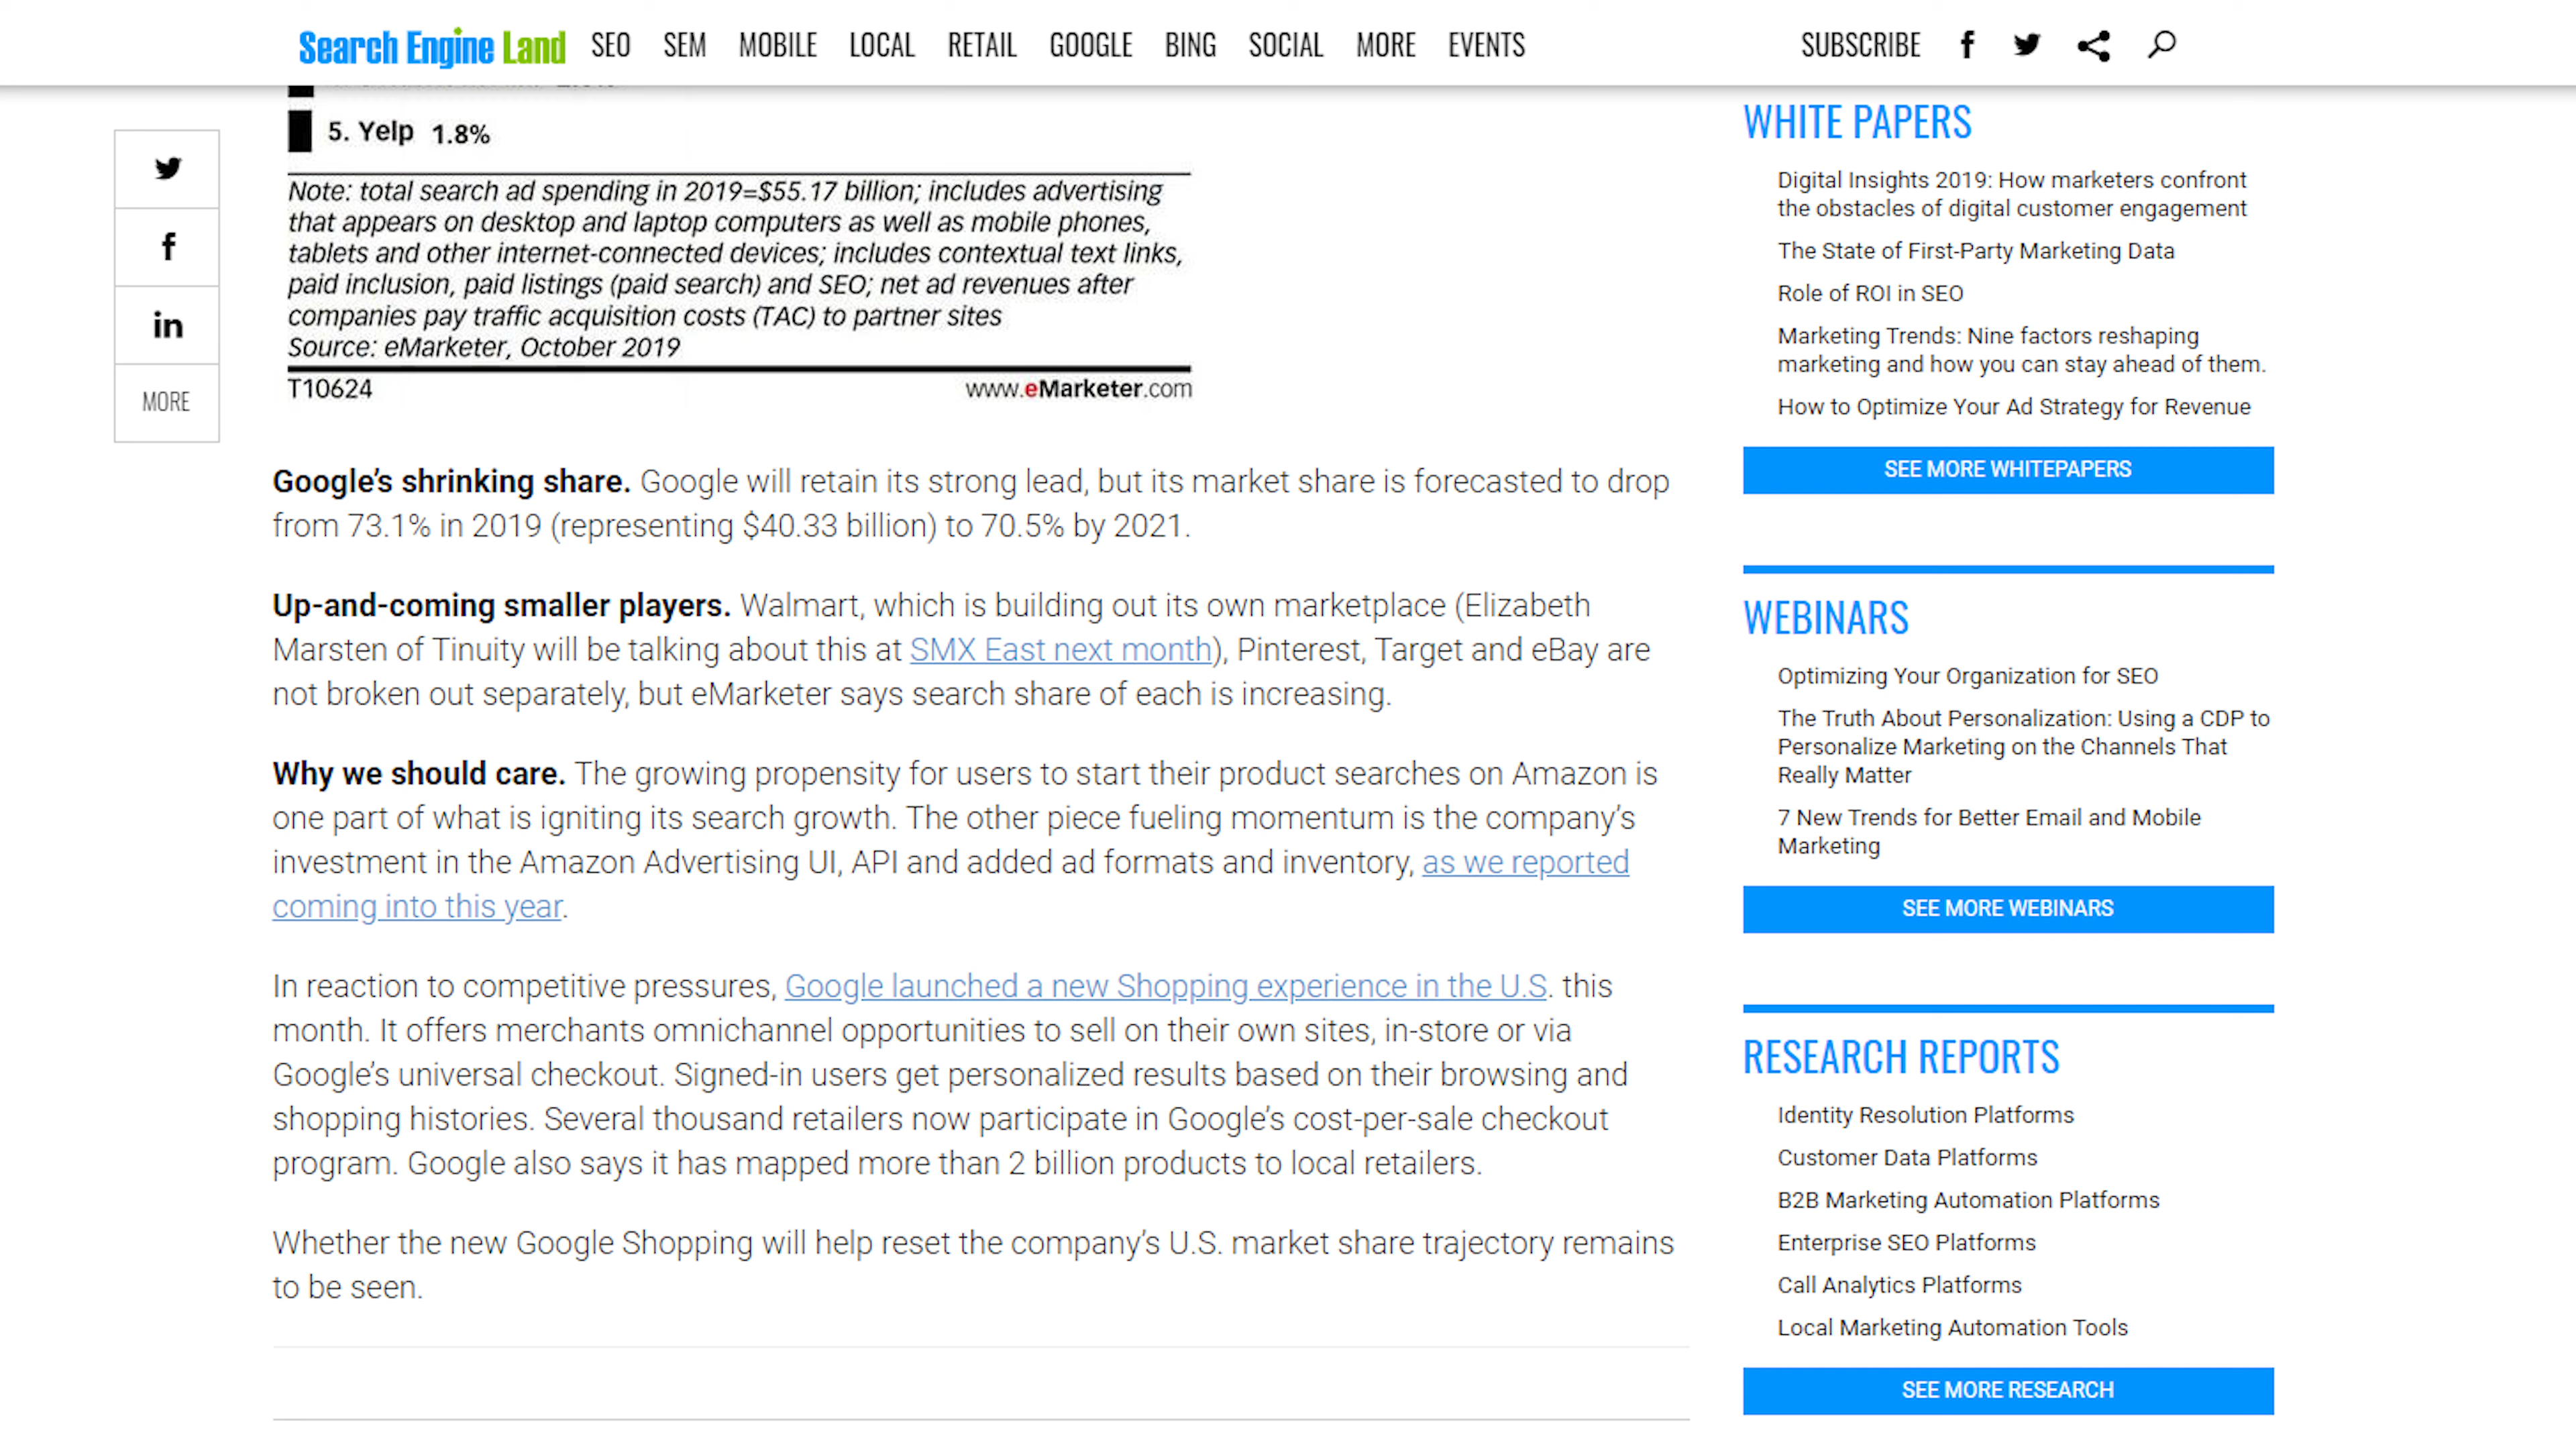 Search Engine Land SEO SEM MOBILE LOCAL RETAIL GOOGLE BING SOCIAL MORE EVENTS SUBSCRIBE
5. Yelp 1.8%
Note: total search ad spending in 2019=$55.17 billion; includes advertising
that appears on desktop and laptop computers as well as mobile phones,
tablets and other internet-connected devices; includes contextual text links,
paid inclusion, paid listings (paid search) and SEO; net ad revenues after
companies pay traffic acquisition costs (TAC) to partner sites
Source: eMarketer, October 2019
T10624 www.eMarketer.com
MORE
Google's shrinking share. Google will retain its strong lead, but its market share is forecasted to drop
from 73.1% in 2019 (representing $40.33 billion) to 70.5% by 2021.
Up-and-coming smaller players. Walmart, which is building out its own marketplace (Elizabeth
Marsten of Tinuity will be talking about this at SMX East next month), Pinterest, Target and eBay are
not broken out separately, but eMarketer says search share of each is increasing.
Why we should care. The growing propensity for users to start their product searches on Amazon is
one part of what is igniting its search growth. The other piece fueling momentum is the company's
investment in the Amazon Advertising UI, API and added ad formats and inventory, as we reported
coming into this year.
In reaction to competitive pressures, Google launched a new Shopping experience in the U.S. this
month. It offers merchants omnichannel opportunities to sell on their own sites, in-store or via
Google's universal checkout. Signed-in users get personalized results based on their browsing and
shopping histories. Several thousand retailers now participate in Google's cost-per-sale checkout
program. Google also says it has mapped more than 2 billion products to local retailers.
Whether the new Google Shopping will help reset the company's U.S. market share trajectory remains
to be seen.
WHITE PAPERS
Digital Insights 2019: How marketers confront
the obstacles of digital customer engagement
The State of First-Party Marketing Data
Role of ROI in SEO
Marketing Trends: Nine factors reshaping
marketing and how you can stay ahead of them.
How to Optimize Your Ad Strategy for Revenue
SEE MORE WHITEPAPERS
WEBINARS
Optimizing Your Organization for SEO
The Truth About Personalization: Using a CDP to
Personalize Marketing on the Channels That
Really Matter
7 New Trends for Better Email and Mobile
Marketing
SEE MORE WEBINARS
RESEARCH REPORTS
Identity Resolution Platforms
Customer Data Platforms
B2B Marketing Automation Platforms
Enterprise SEO Platforms
Call Analytics Platforms
Local Marketing Automation Tools
SEE MORE RESEARCH